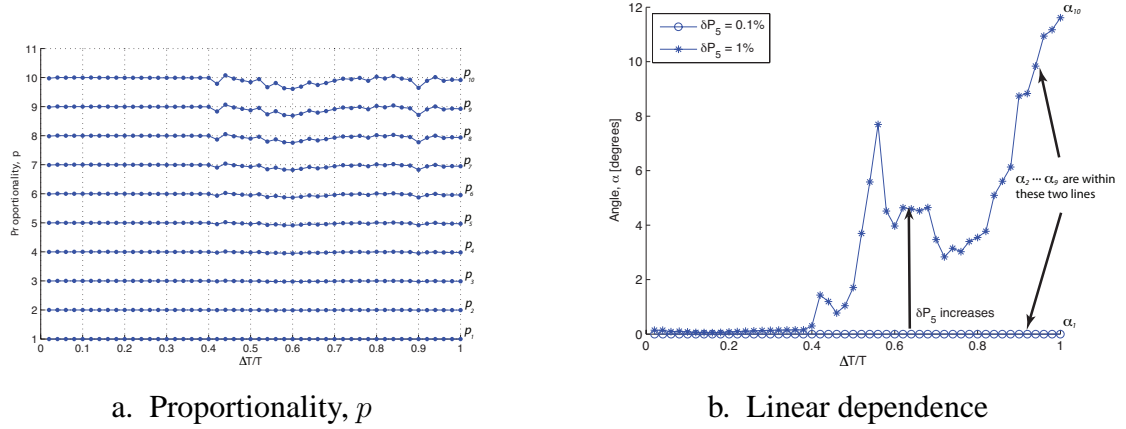 11
10
9
8
7
6
5
4
3
2
1
Proportionality, p
p10
p9
p8
p7
p6
p5
p4
p3
p2
p1
0 0.1 0.2 0.3 0.4 0.5 0.6 0.7 0.8 0.9 1
ΔT/T
a. Proportionality, p
12
10
8
6
4
2
0
Angle, α [degrees]
δP5 = 0.1%
δP5 = 1%
α10
α2 ··· α9 are within
these two lines
δP5 increases
α1
0 0.2 0.4 0.6 0.8 1
ΔT/T
b. Linear dependence